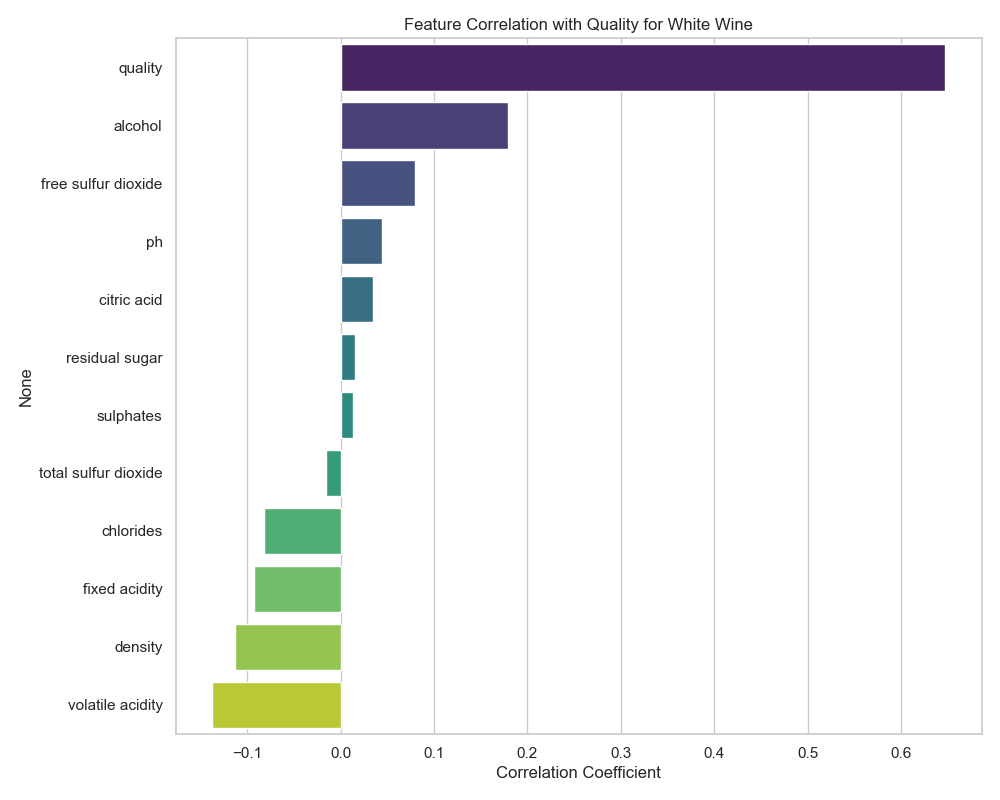 Feature Correlation with Quality for White Wine
quality
alcohol
free sulfur dioxide
ph
citric acid
residual sugar
sulphates
total sulfur dioxide
chlorides
fixed acidity
density
volatile acidity
None
−0.1 0.0 0.1 0.2 0.3 0.4 0.5 0.6
Correlation Coefficient